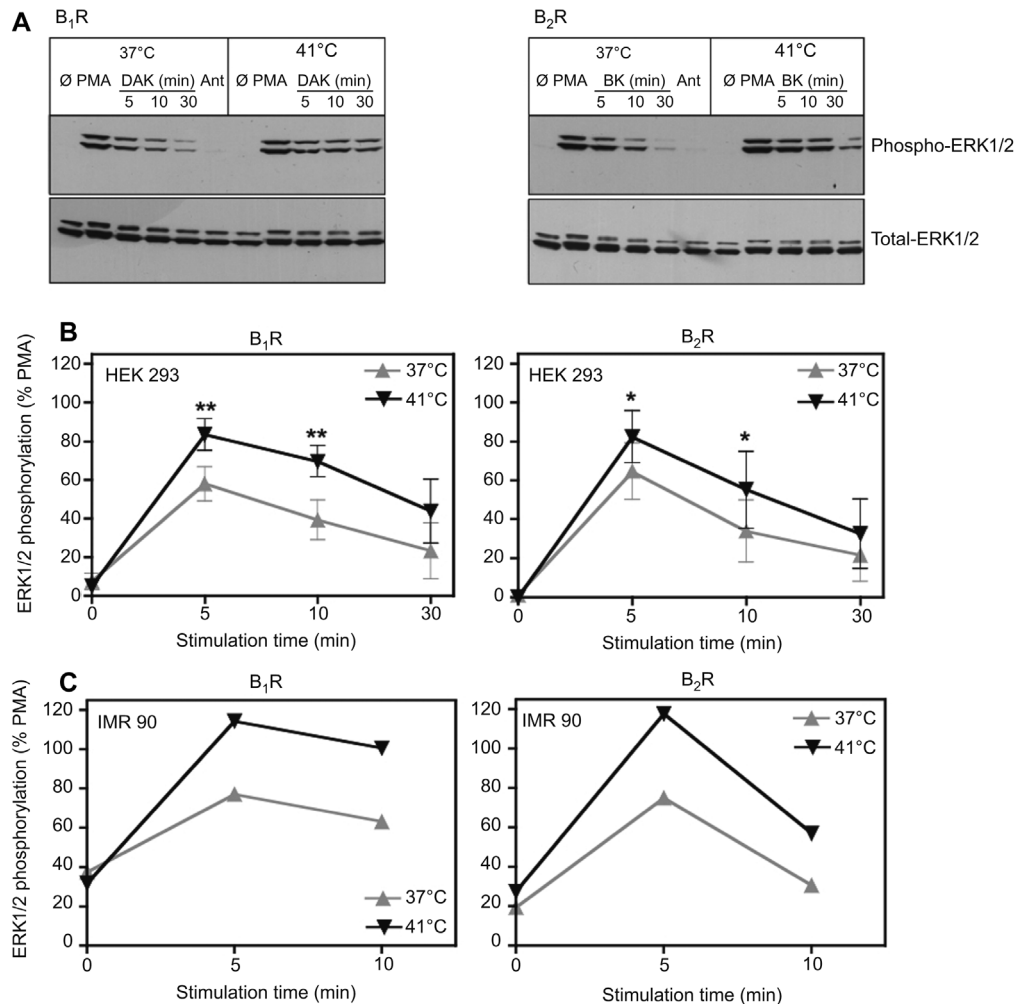 A
B₁R
B₂R
37°C 41°C
37°C 41°C
Ø PMA DAK (min) Ant Ø PMA DAK (min)
5 10 30 5 10 30
Ø PMA BK (min) Ant Ø PMA BK (min)
5 10 30 5 10 30
Phospho-ERK1/2
Total-ERK1/2
B
B₁R
B₂R
ERK1/2 phosphorylation (% PMA)
120
100
80
60
40
20
0
HEK 293
37°C
41°C
** **
0 5 10 30
Stimulation time (min)
120
100
80
60
40
20
0
HEK 293
37°C
41°C
* *
0 5 10 30
Stimulation time (min)
C
B₁R
B₂R
ERK1/2 phosphorylation (% PMA)
120
100
80
60
40
20
0
IMR 90
37°C
41°C
0 5 10
Stimulation time (min)
120
100
80
60
40
20
0
IMR 90
37°C
41°C
0 5 10
Stimulation time (min)